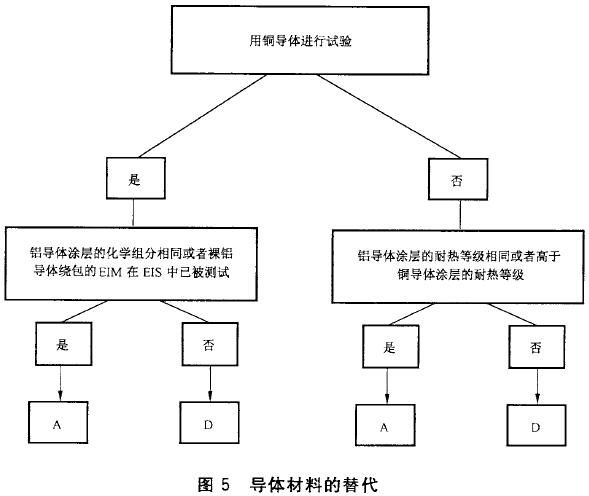 用铜导体进行试验
是
否
铝导体涂层的化学组分相同或者裸铝
导体绕包的EIM 在 EIS 中已被测试
铝导体涂层的耐热等级相同或者高于
铜导体涂层的耐热等级
是
否
是
否
A
D
A
D
图 5 导体材料的替代